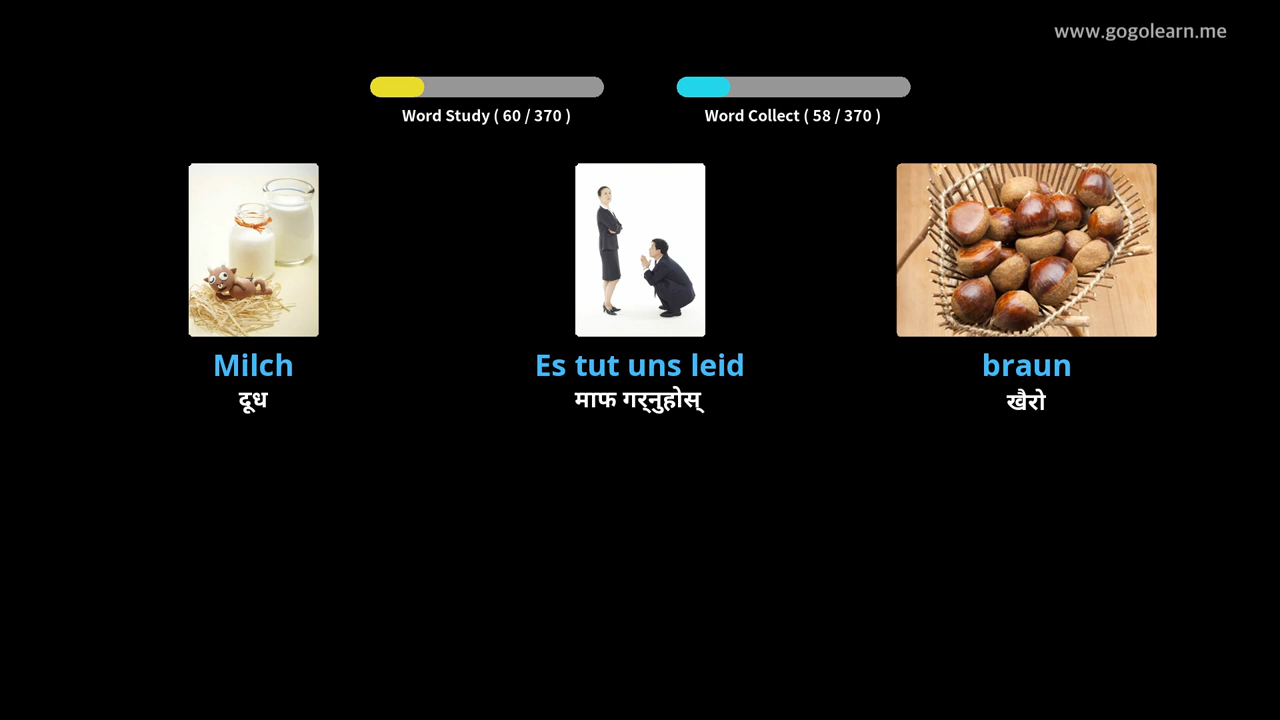 www.gogolearn.me
Word Study ( 60 / 370 )
Word Collect ( 58 / 370 )
Milch
दूध
Es tut uns leid
माफ गर्‍नुहोस्
braun
खैरो